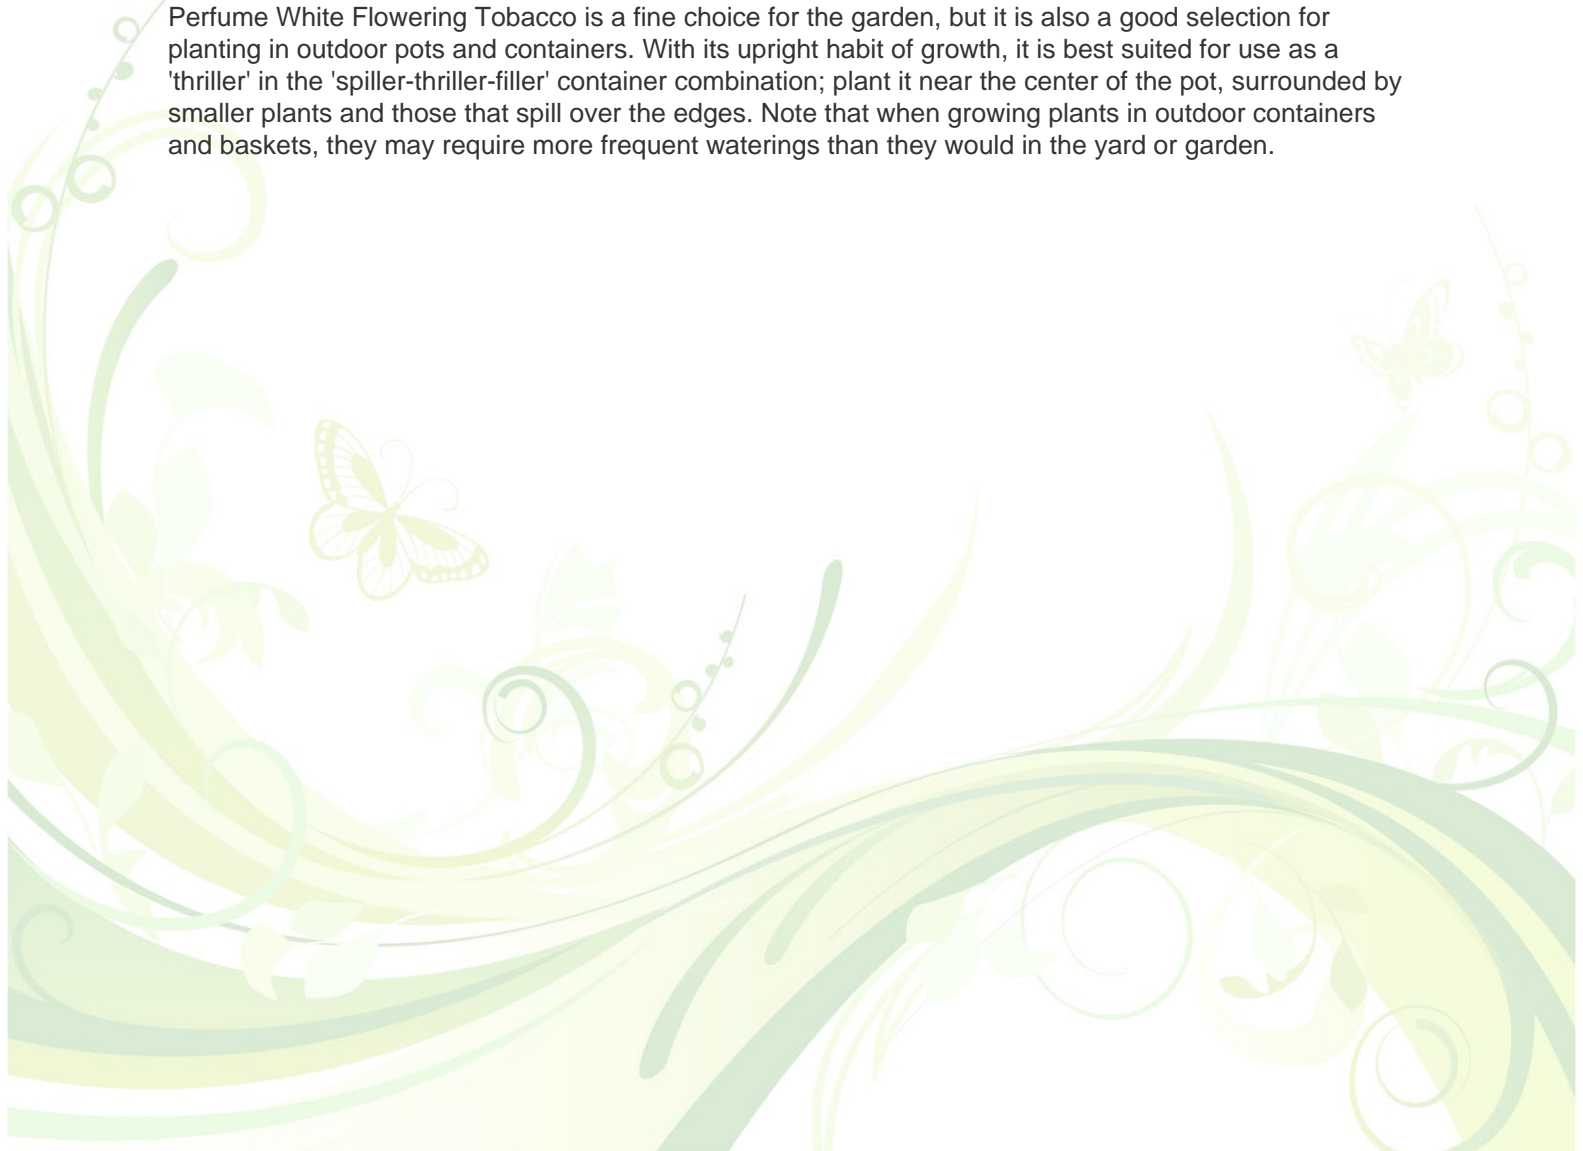 Perfume White Flowering Tobacco is a fine choice for the garden, but it is also a good selection for
planting in outdoor pots and containers. With its upright habit of growth, it is best suited for use as a
'thriller' in the 'spiller-thriller-filler' container combination; plant it near the center of the pot, surrounded by
smaller plants and those that spill over the edges. Note that when growing plants in outdoor containers
and baskets, they may require more frequent waterings than they would in the yard or garden.